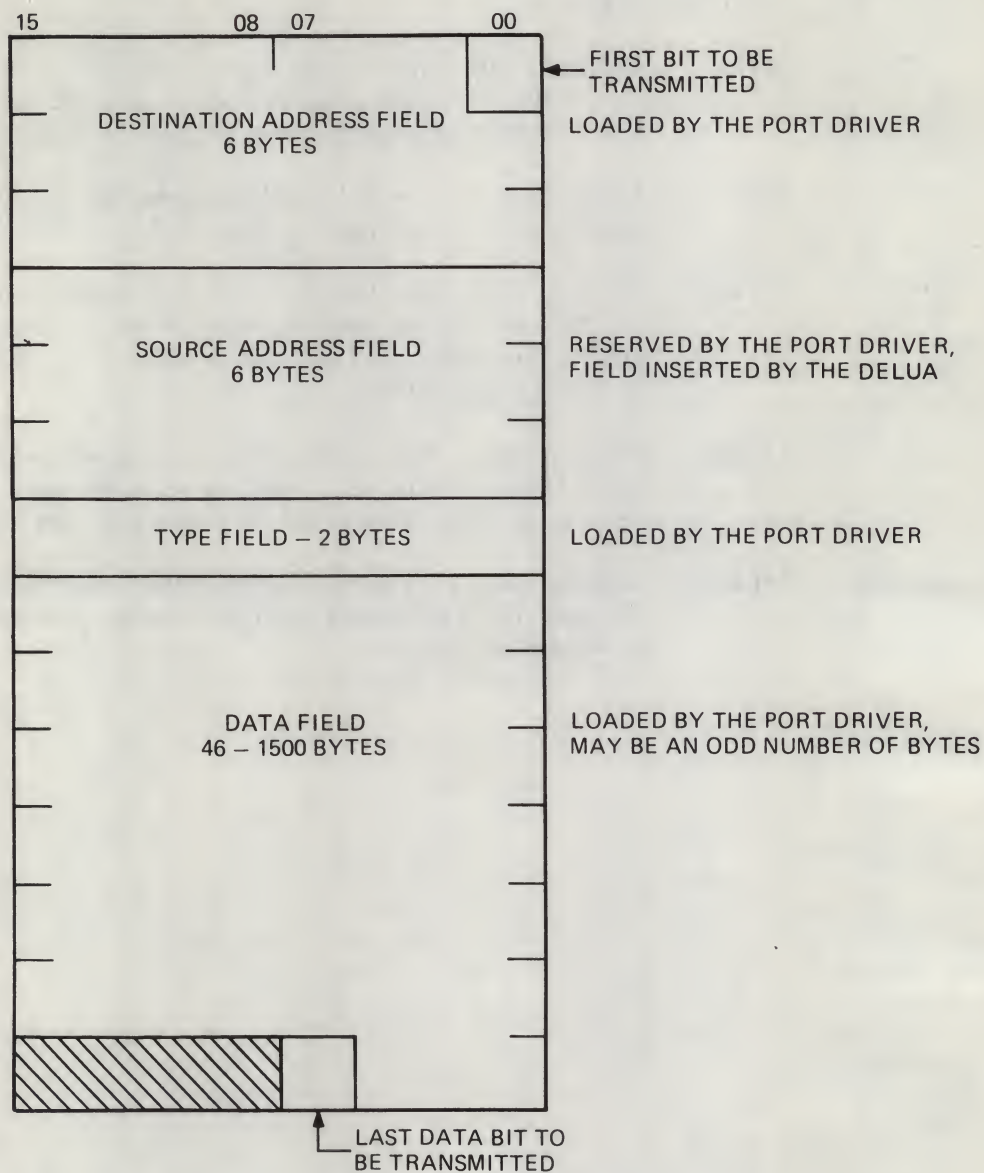 15 08 07 00
FIRST BIT TO BE
TRANSMITTED
DESTINATION ADDRESS FIELD
6 BYTES
LOADED BY THE PORT DRIVER
SOURCE ADDRESS FIELD
6 BYTES
RESERVED BY THE PORT DRIVER,
FIELD INSERTED BY THE DELUA
TYPE FIELD – 2 BYTES
LOADED BY THE PORT DRIVER
DATA FIELD
46 – 1500 BYTES
LOADED BY THE PORT DRIVER,
MAY BE AN ODD NUMBER OF BYTES
LAST DATA BIT TO
BE TRANSMITTED